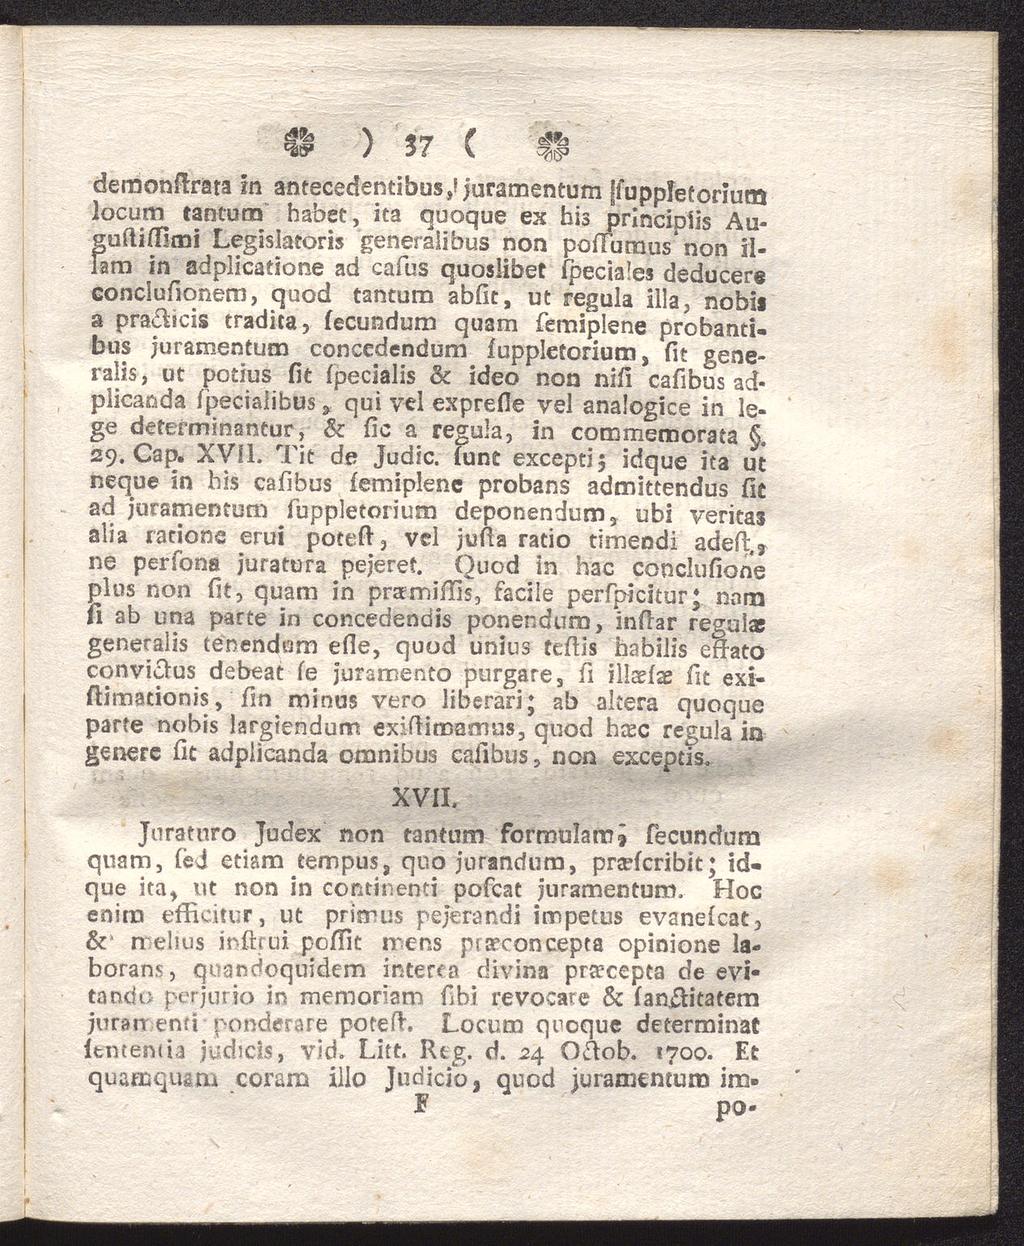 ❀ ) 37 ( ❀
demonſtrata in antecedentibus, juramentum ſuppletorium
locum tantum habet, ita quoque ex his principiis Au-
guſtiſſimi Legislatoris generalibus non poſſumus non il-
lam in adplicatione ad caſus quoslibet ſpeciales deducere
concluſionem, quod tantum abſit, ut regula illa, nobis
a practicis tradita, ſecundum quam ſemiplene probanti-
bus juramentum concedendum ſuppletorium, ſit gene-
ralis, ut potius ſit ſpecialis & ideo non niſi caſibus ad-
plicanda ſpecialibus, qui vel expreſſe vel analogice in le-
ge determinantur, & ſic a regula, in commemorata §.
29. Cap. XVII. Tit de Judic. ſunt excepti; idque ita ut
neque in his caſibus ſemiplene probans admittendus ſit
ad juramentum ſuppletorium deponendum, ubi veritas
alia ratione erui poteſt, vel juſta ratio timendi adeſt,
ne perſona juratura pejeret. Quod in hac concluſione
plus non ſit, quam in præmiſſis, facile perſpicitur; nam
ſi ab una parte in concedendis ponendum, inſtar regulæ
generalis tenendum eſſe, quod unius teſtis habilis effato
convictus debeat ſe juramento purgare, ſi illæſæ ſit exi-
ſtimationis, ſin minus vero liberari; ab altera quoque
parte nobis largiendum exiſtimamus, quod hæc regula in
genere ſit adplicanda omnibus caſibus, non exceptis.
XVII.
Juraturo Judex non tantum formulam, ſecundum
quam, ſed etiam tempus, quo jurandum, præſcribit; id-
que ita, ut non in continenti poſcat juramentum. Hoc
enim efficitur, ut primus pejerandi impetus evaneſcat,
& melius inſtrui poſſit mens præconcepta opinione la-
borans, quandoquidem interea divina præcepta de evi-
tando perjurio in memoriam ſibi revocare & ſanctitatem
juramenti ponderare poteſt. Locum quoque determinat
ſententia judicis, vid. Litt. Reg. d. 24 Octob. 1700. Et
quamquam coram illo Judicio, quod juramentum im-
F po-